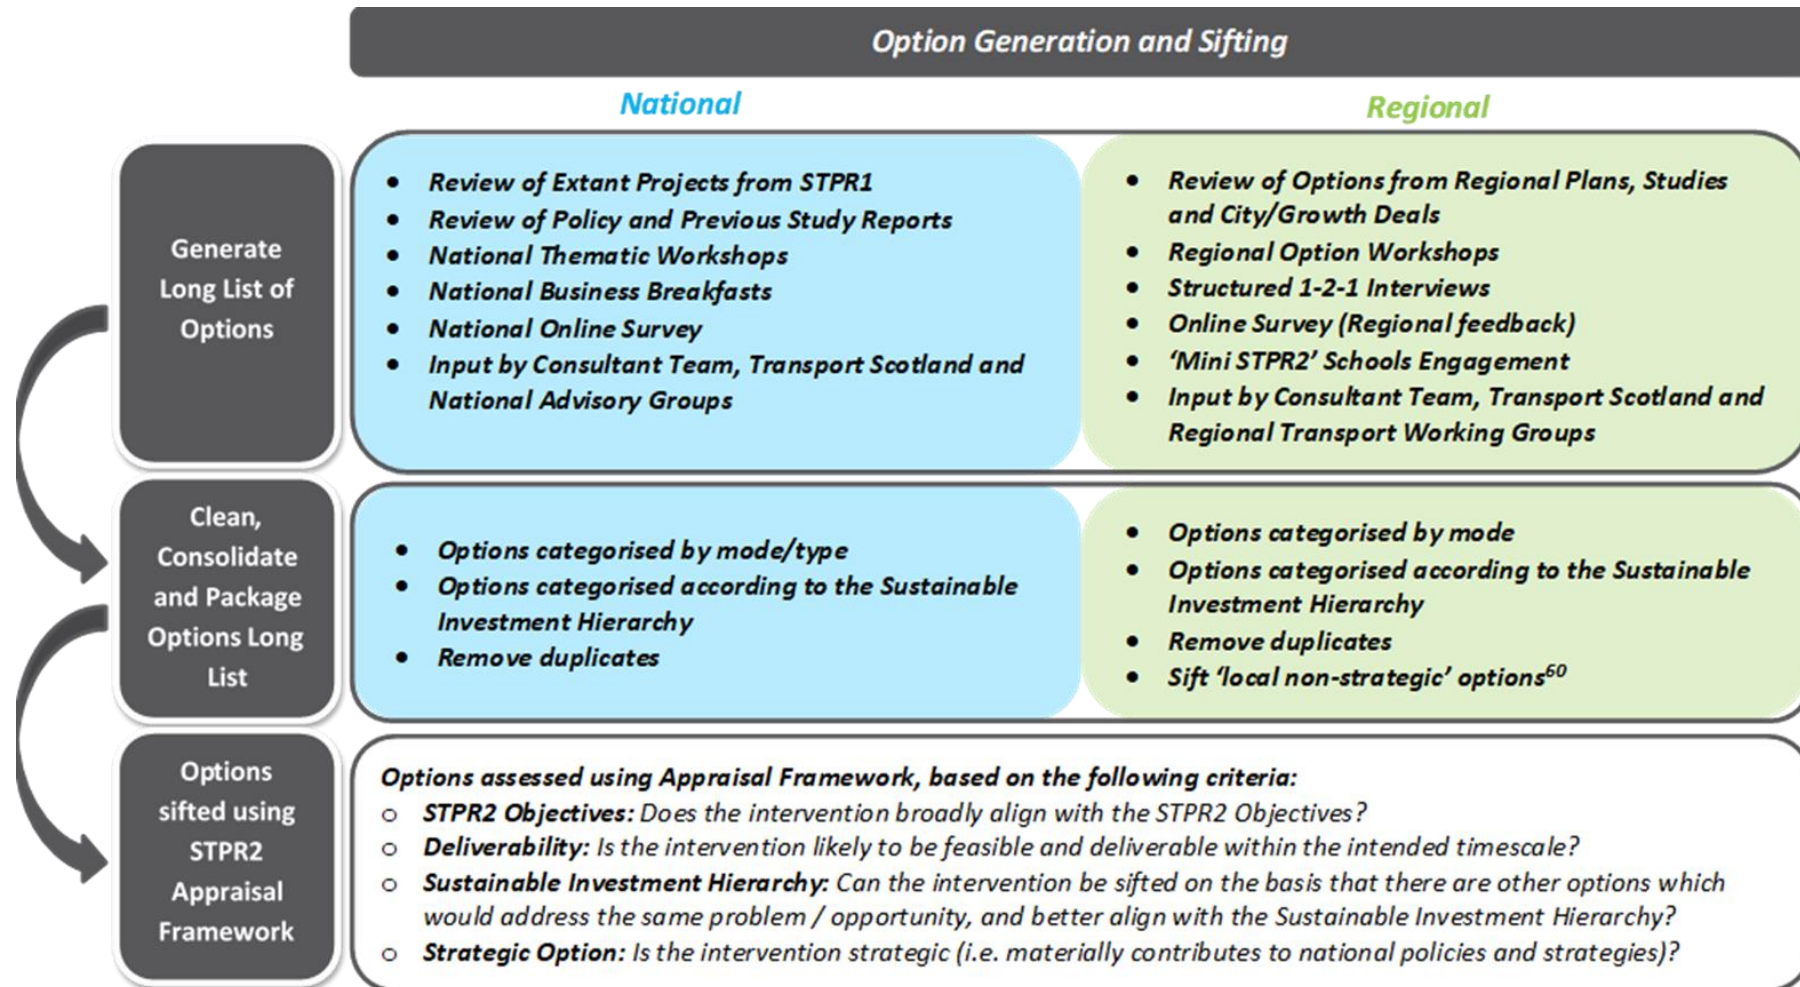 Option Generation and Sifting
National
Regional
Generate
Long List of
Options
• Review of Extant Projects from STPR1
• Review of Policy and Previous Study Reports
• National Thematic Workshops
• National Business Breakfasts
• National Online Survey
• Input by Consultant Team, Transport Scotland and
National Advisory Groups
• Review of Options from Regional Plans, Studies
and City/Growth Deals
• Regional Option Workshops
• Structured 1-2-1 Interviews
• Online Survey (Regional feedback)
• ‘Mini STPR2’ Schools Engagement
• Input by Consultant Team, Transport Scotland and
Regional Transport Working Groups
Clean,
Consolidate
and Package
Options Long
List
• Options categorised by mode/type
• Options categorised according to the Sustainable
Investment Hierarchy
• Remove duplicates
• Options categorised by mode
• Options categorised according to the Sustainable
Investment Hierarchy
• Remove duplicates
• Sift ‘local non-strategic’ options⁶⁰
Options
sifted using
STPR2
Appraisal
Framework
Options assessed using Appraisal Framework, based on the following criteria:
o STPR2 Objectives: Does the intervention broadly align with the STPR2 Objectives?
o Deliverability: Is the intervention likely to be feasible and deliverable within the intended timescale?
o Sustainable Investment Hierarchy: Can the intervention be sifted on the basis that there are other options which
would address the same problem / opportunity, and better align with the Sustainable Investment Hierarchy?
o Strategic Option: Is the intervention strategic (i.e. materially contributes to national policies and strategies)?